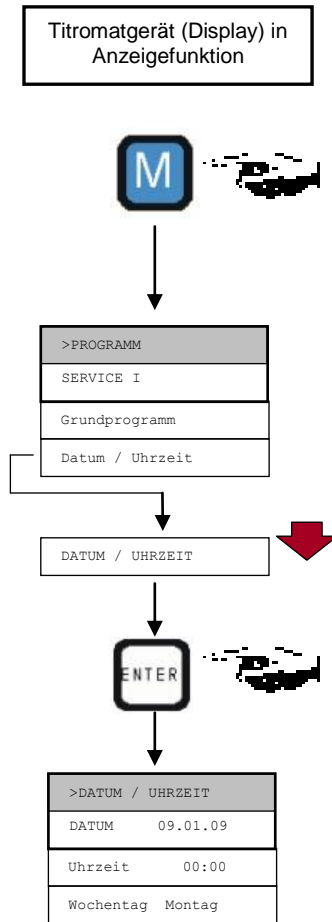 Titromatgerät (Display) in
Anzeigefunktion
M
>PROGRAMM
SERVICE I
Grundprogramm
Datum / Uhrzeit
DATUM / UHRZEIT
ENTER
>DATUM / UHRZEIT
DATUM 09.01.09
Uhrzeit 00:00
Wochentag Montag